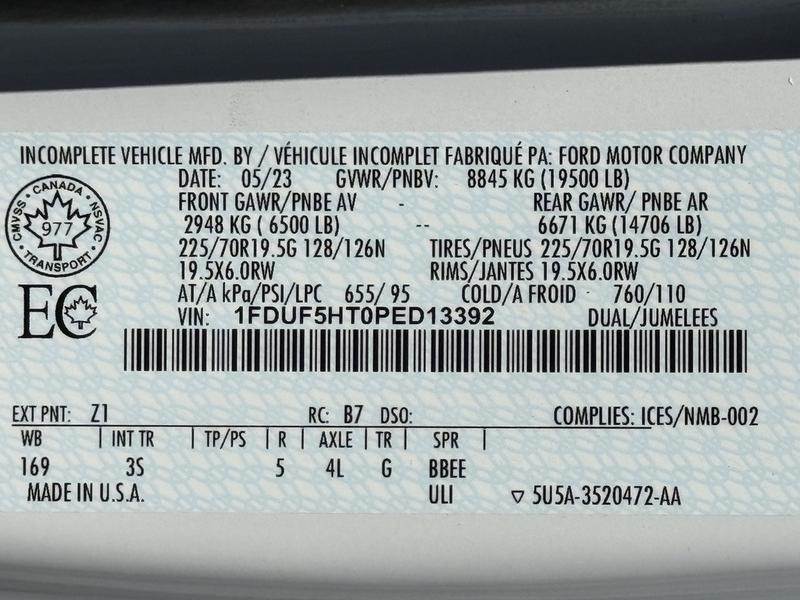 INCOMPLETE VEHICLE MFD. BY / VÉHICULE INCOMPLET FABRIQUÉ PA: FORD MOTOR COMPANY
DATE: 05/23 GVWR/PNBV: 8845 KG (19500 LB)
FRONT GAWR/PNBE AV - REAR GAWR/ PNBE AR
2948 KG ( 6500 LB) -- 6671 KG (14706 LB)
225/70R19.5G 128/126N TIRES/PNEUS 225/70R19.5G 128/126N
19.5X6.0RW RIMS/JANTES 19.5X6.0RW
AT/A kPa/PSI/LPC 655/ 95 COLD/A FROID - 760/110
VIN: 1FDUF5HT0PED13392 DUAL/JUMELEES
CANADA
CMVSS NSVAC
977
TRANSPORT
EC
EXT PNT: Z1 RC: B7 DSO: COMPLIES: ICES/NMB-002
WB | INT TR | TP/PS | R | AXLE | TR | SPR |
169 3S 5 4L G BBEE
MADE IN U.S.A. ULI ▽ 5U5A-3520472-AA